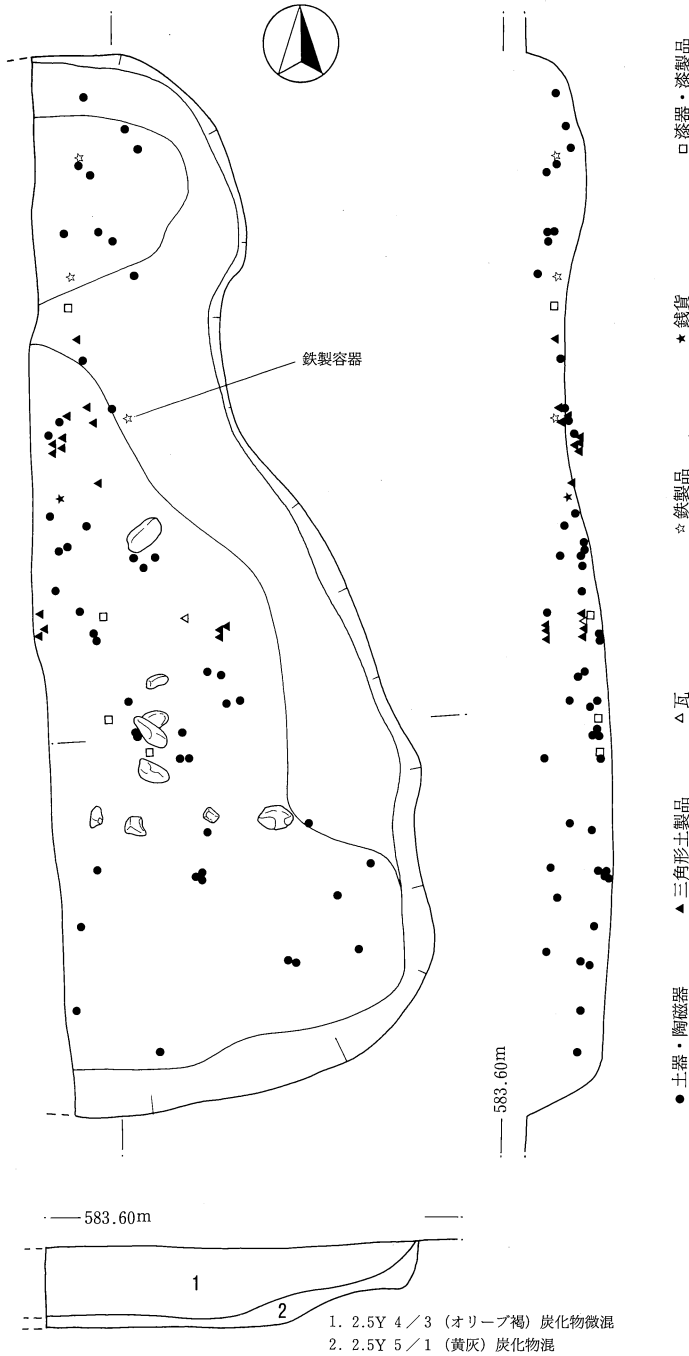 鉄製容器
583.60m
● 土器・陶磁器
▲ 三角形土製品
△ 瓦
☆ 鉄製品
★ 銭貨
□ 漆器・漆製品
583.60m
1
2
1. 2.5Y 4／3 (オリーブ褐) 炭化物微混
2. 2.5Y 5／1 (黄灰) 炭化物混